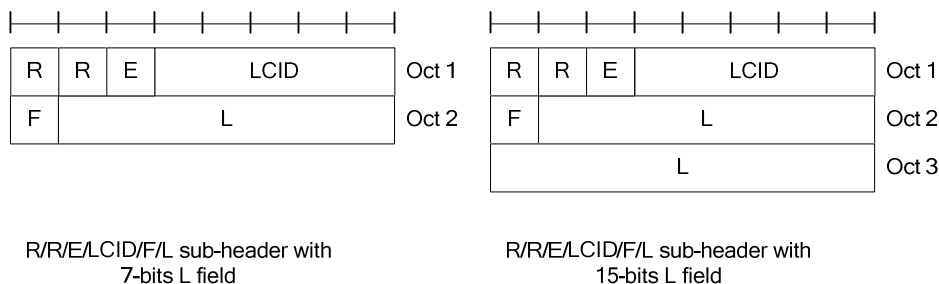 R R E LCID Oct 1
F L Oct 2
R/R/E/LCID/F/L sub-header with
7-bits L field
R R E LCID Oct 1
F L Oct 2
L Oct 3
R/R/E/LCID/F/L sub-header with
15-bits L field